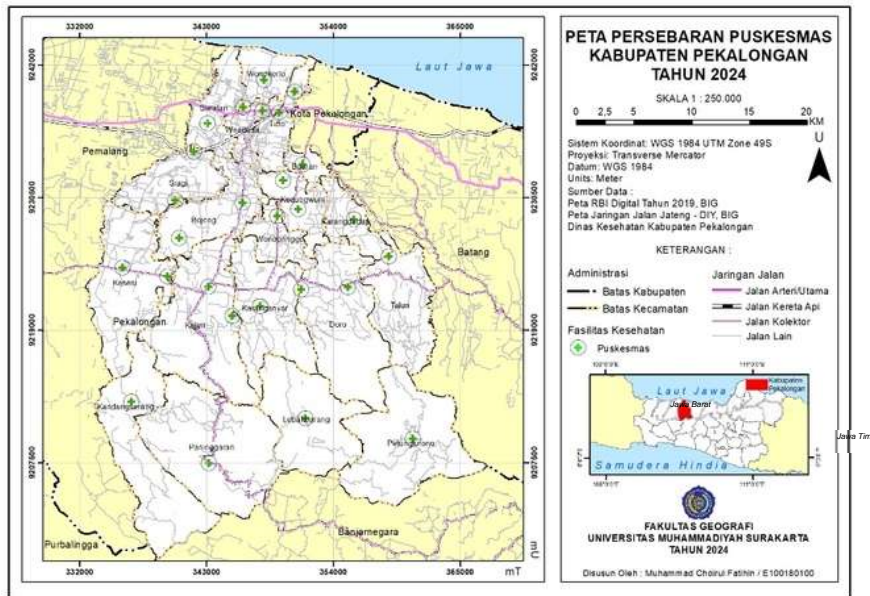 332000 343000 354000 365000
9242000
9230500
9219000
9207500
Laut Jawa
Wonokerto
Siwalan
Kota Pekalongan
Pemalang
Sragi
Bojong
Kedungwuni
Wonopringgo
Karangdadap
Batang
Kesesi
Pekalongan
Kajen
Karanganyar
Doro
Talun
Kandangserang
Lebakbarang
Petungkriyono
Paninggaran
Banjarnegara
Purbalingga
mU
332000 343000 354000 365000 mT
PETA PERSEBARAN PUSKESMAS
KABUPATEN PEKALONGAN
TAHUN 2024
SKALA 1 : 250.000
0 2,5 5 10 15 20
KM
U
Sistem Koordinat: WGS 1984 UTM Zone 49S
Proyeksi: Transverse Mercator
Datum: WGS 1984
Units: Meter
Sumber Data :
Peta RBI Digital Tahun 2019, BIG
Peta Jaringan Jalan Jateng - DIY, BIG
Dinas Kesehatan Kabupaten Pekalongan
KETERANGAN :
Administrasi
Batas Kabupaten
Batas Kecamatan
Fasilitas Kesehatan
Puskesmas
Jaringan Jalan
Jalan Arteri/Utama
Jalan Kereta Api
Jalan Kolektor
Jalan Lain
Laut Jawa
Kabupaten
Pekalongan
Jawa Barat
Jawa Tim
Samudera Hindia
FAKULTAS GEOGRAFI
UNIVERSITAS MUHAMMADIYAH SURAKARTA
TAHUN 2024
Disusun Oleh : Muhammad Choirul Fatihin / E100180100